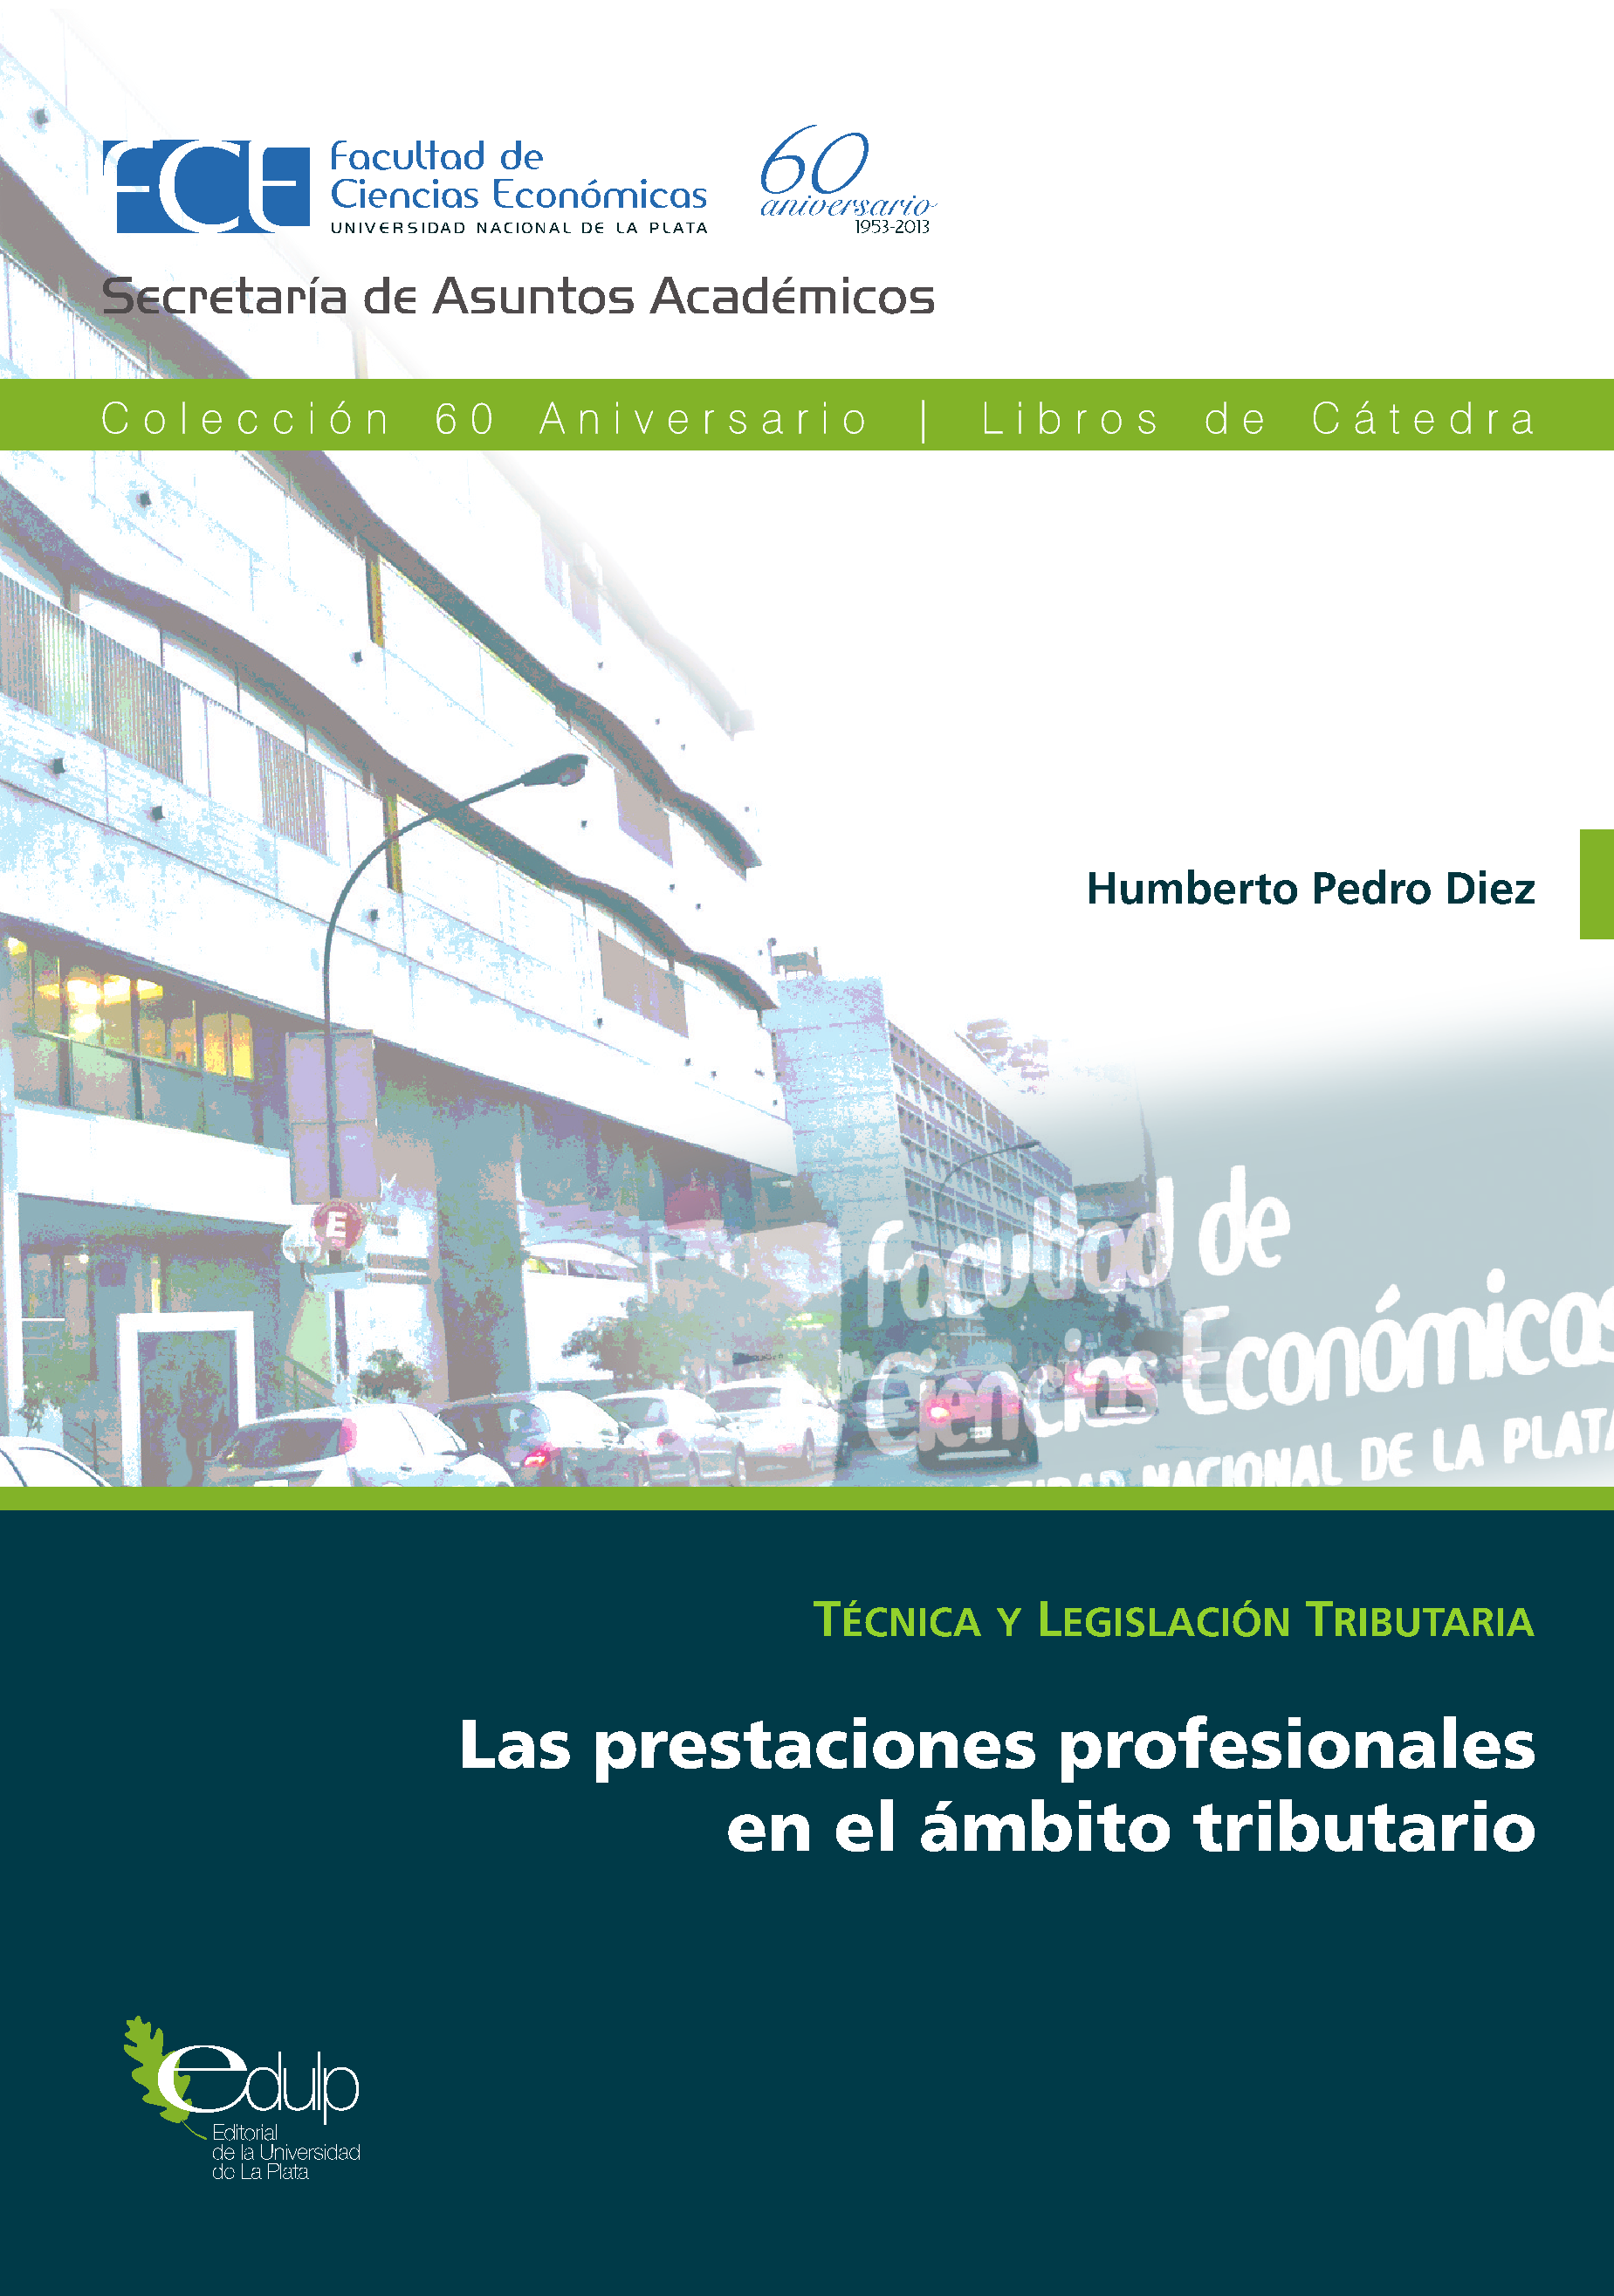 FCE
Facultad de
Ciencias Económicas
UNIVERSIDAD NACIONAL DE LA PLATA
60
aniversario
1953-2013
Secretaría de Asuntos Académicos
Colección 60 Aniversario | Libros de Cátedra
Humberto Pedro Diez
E
Facultad de
Ciencias Económicas
NACIONAL DE LA PLATA
TÉCNICA Y LEGISLACIÓN TRIBUTARIA
Las prestaciones profesionales
en el ámbito tributario
edulp
Editorial
de la Universidad
de La Plata